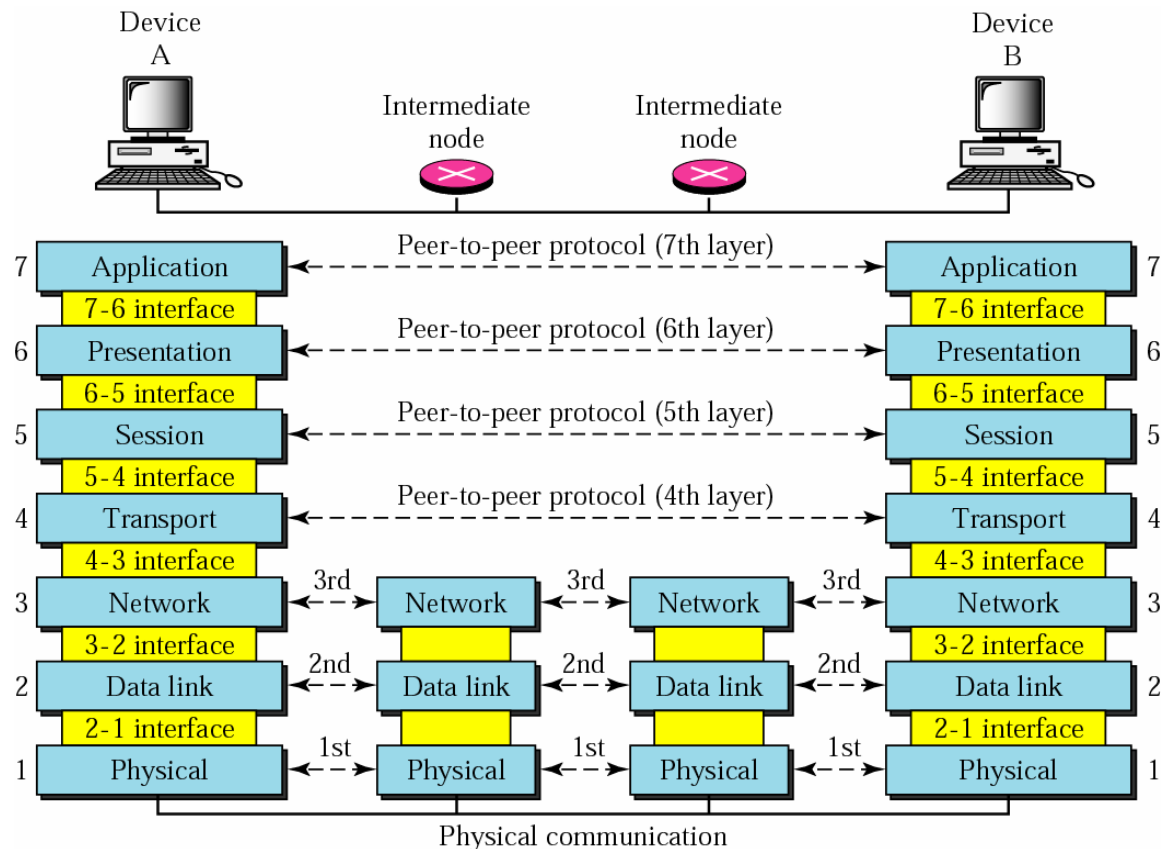 Device
A
Device
B
Intermediate
node
Intermediate
node
Peer-to-peer protocol (7th layer)
7
Application
Application
7
7-6 interface
7-6 interface
Peer-to-peer protocol (6th layer)
6
Presentation
Presentation
6
6-5 interface
6-5 interface
Peer-to-peer protocol (5th layer)
5
Session
Session
5
5-4 interface
5-4 interface
Peer-to-peer protocol (4th layer)
4
Transport
Transport
4
4-3 interface
4-3 interface
3rd
3rd
3rd
3
Network
Network
Network
Network
3
3-2 interface
3-2 interface
2nd
2nd
2nd
2
Data link
Data link
Data link
Data link
2
2-1 interface
2-1 interface
1st
1st
1st
1
Physical
Physical
Physical
Physical
1
Physical communication